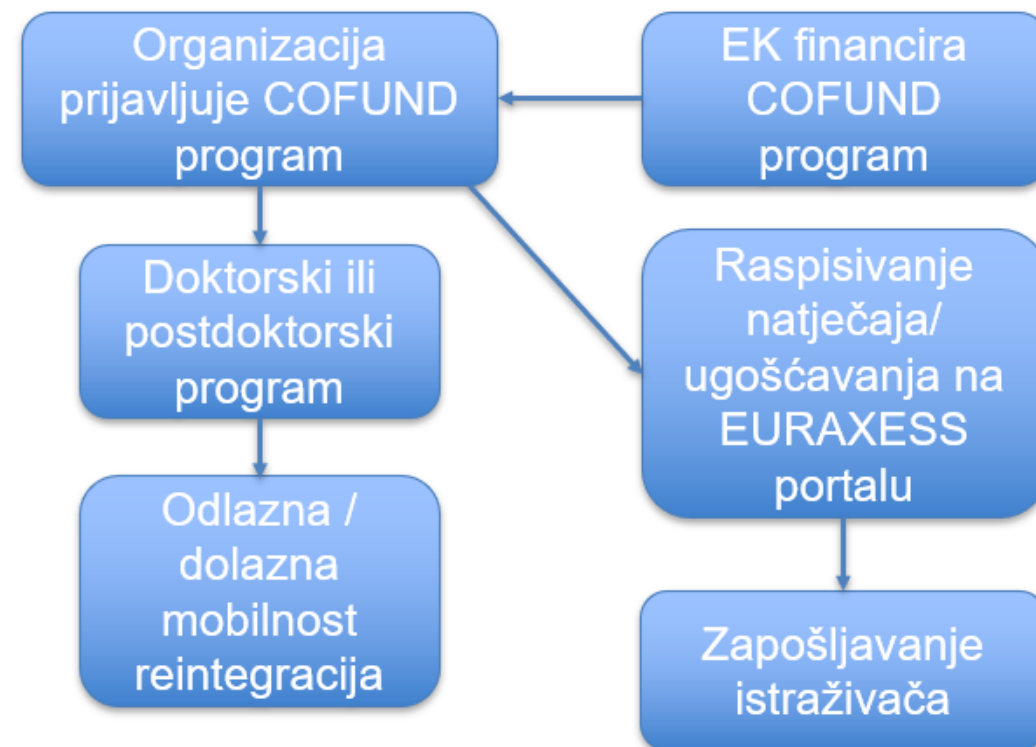 Organizacija
prijavljuje COFUND
program
EK financira
COFUND
program
Doktorski ili
postdoktorski
program
Raspisivanje
natječaja/
ugošćavanja na
EURAXESS
portalu
Odlazna /
dolazna
mobilnost
reintegracija
Zapošljavanje
istraživača